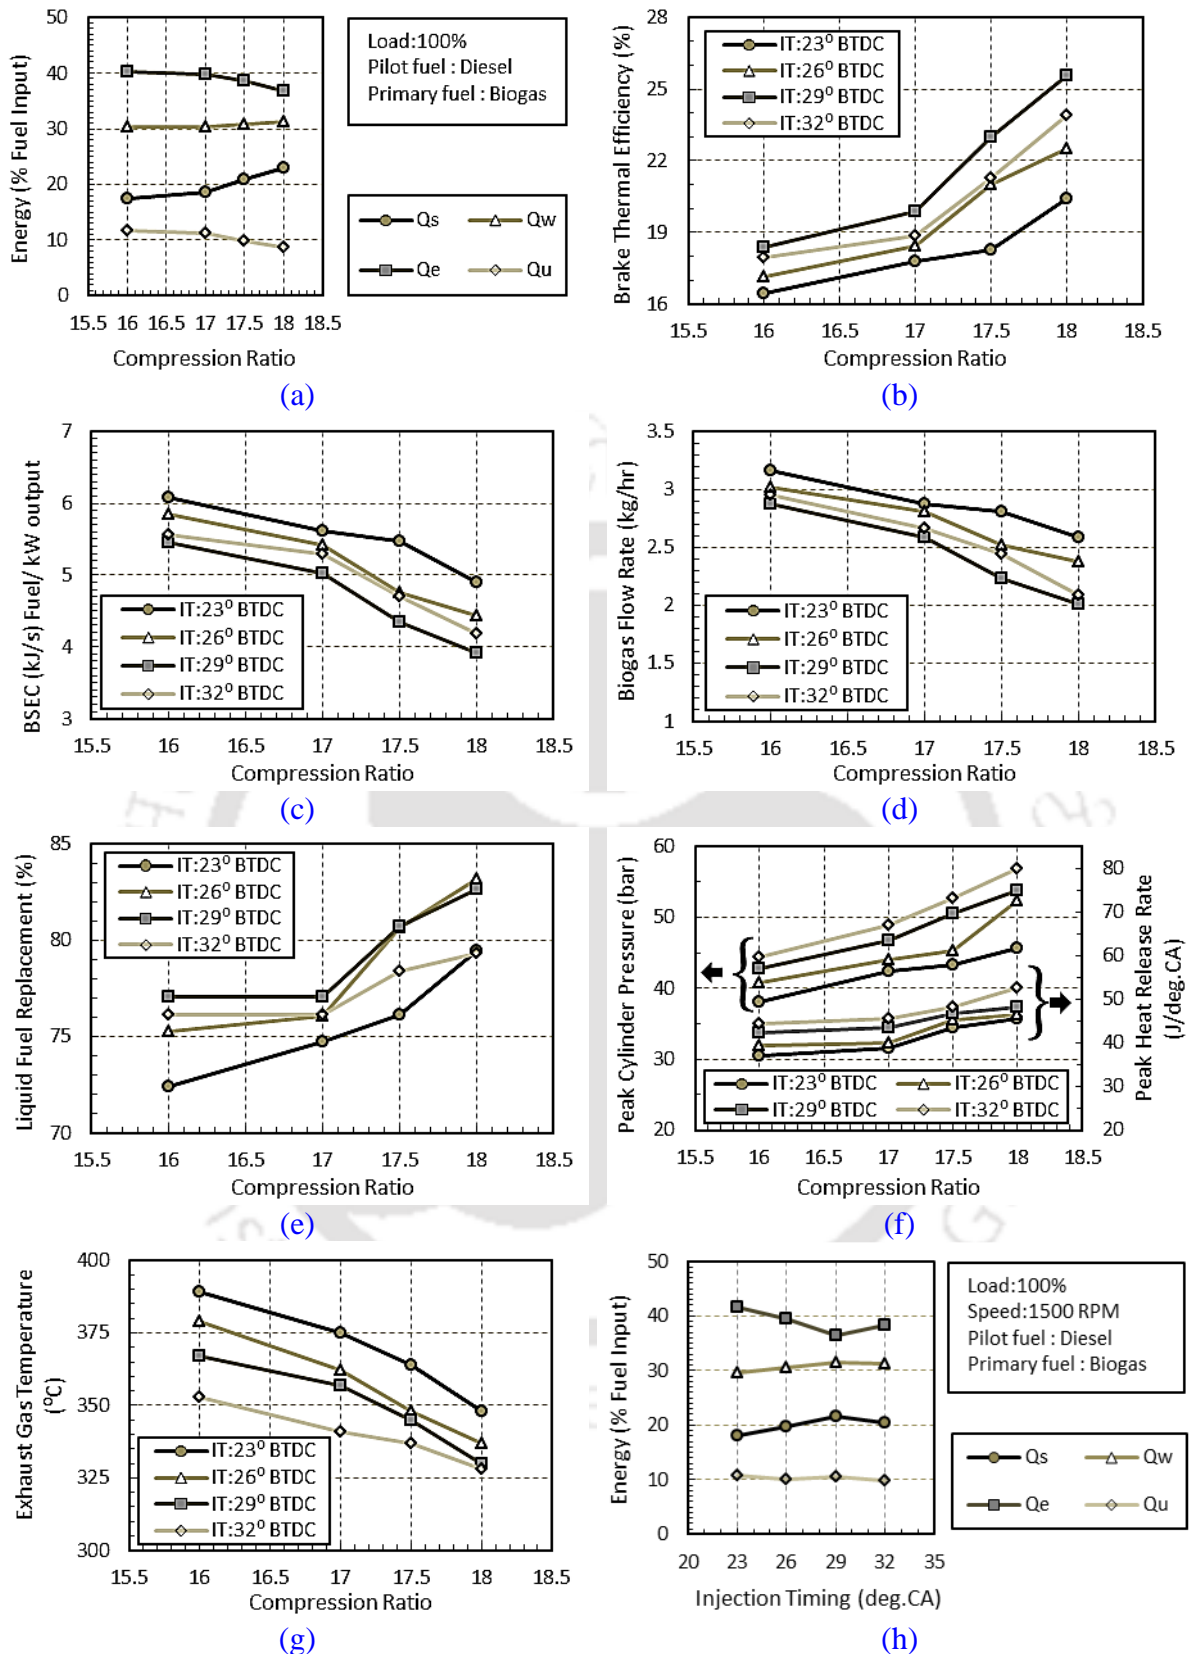 50
40
30
20
10
0
Energy (% Fuel Input)
15.5 16 17 17.5 18 18.5
Compression Ratio
Load:100%
Pilot fuel : Diesel
Primary fuel : Biogas
Qs Qw
Qe Qu
(a)
28
25
22
19
16
Brake Thermal Efficiency (%)
IT:23⁰ BTDC
IT:26⁰ BTDC
IT:29⁰ BTDC
IT:32⁰ BTDC
15.5 16 16.5 17 17.5 18 18.5
Compression Ratio
(b)
7
6
5
4
3
BSEC (kJ/s) Fuel/ kW output
IT:23⁰ BTDC
IT:26⁰ BTDC
IT:29⁰ BTDC
IT:32⁰ BTDC
15.5 16 16.5 17 17.5 18 18.5
Compression Ratio
(c)
3.5
3
2.5
2
1.5
1
Biogas Flow Rate (kg/hr)
IT:23⁰ BTDC
IT:26⁰ BTDC
IT:29⁰ BTDC
IT:32⁰ BTDC
15.5 16 16.5 17 17.5 18 18.5
Compression Ratio
(d)
85
80
75
70
Liquid Fuel Replacement (%)
IT:23⁰ BTDC
IT:26⁰ BTDC
IT:29⁰ BTDC
IT:32⁰ BTDC
15.5 16 16.5 17 17.5 18 18.5
Compression Ratio
(e)
60
50
40
30
20
Peak Cylinder Pressure (bar)
80
70
60
50
40
30
20
Peak Heat Release Rate
(J/deg.CA)
IT:23⁰ BTDC IT:26⁰ BTDC
IT:29⁰ BTDC IT:32⁰ BTDC
15.5 16 16.5 17 17.5 18 18.5
Compression Ratio
(f)
400
375
350
325
300
Exhaust Gas Temperature
(⁰C)
IT:23⁰ BTDC
IT:26⁰ BTDC
IT:29⁰ BTDC
IT:32⁰ BTDC
15.5 16 16.5 17 17.5 18 18.5
Compression Ratio
(g)
50
40
30
20
10
0
Energy (% Fuel Input)
20 23 26 29 32 35
Injection Timing (deg.CA)
Load:100%
Speed:1500 RPM
Pilot fuel : Diesel
Primary fuel : Biogas
Qs Qw
Qe Qu
(h)